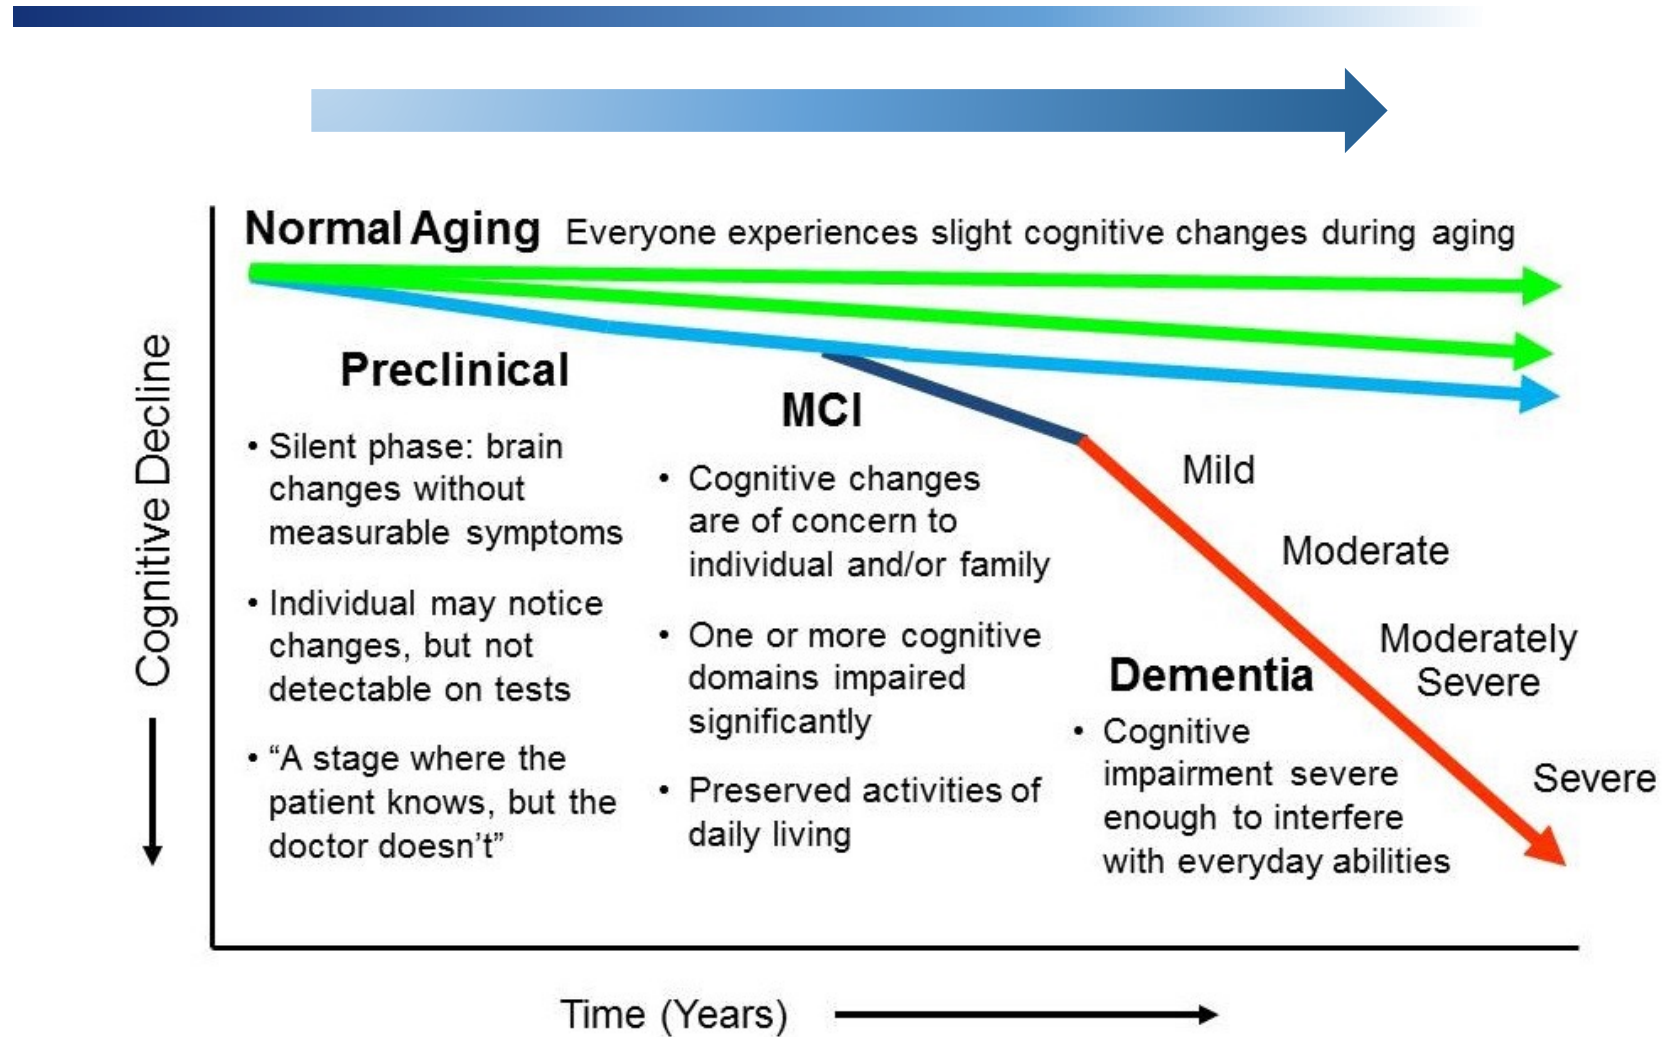 Normal Aging Everyone experiences slight cognitive changes during aging
Cognitive Decline
Preclinical
• Silent phase: brain
changes without
measurable symptoms
• Individual may notice
changes, but not
detectable on tests
• “A stage where the
patient knows, but the
doctor doesn’t”
MCI
• Cognitive changes
are of concern to
individual and/or family
• One or more cognitive
domains impaired
significantly
• Preserved activities of
daily living
Dementia
• Cognitive
impairment severe
enough to interfere
with everyday abilities
Mild
Moderate
Moderately
Severe
Severe
Time (Years)